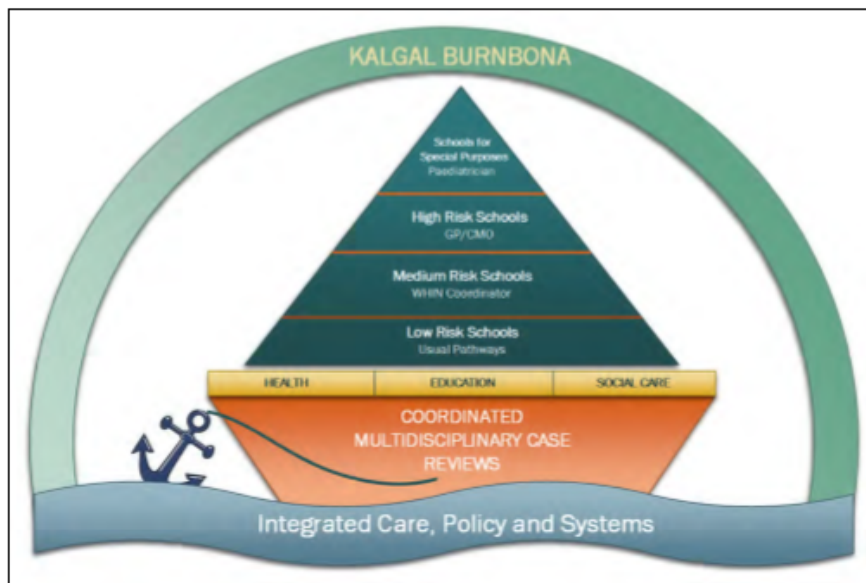 KALGAL BURNBONA
Schools for
Special Purposes
Paediatrician
High Risk Schools
GP/CMO
Medium Risk Schools
WHIN Coordinator
Low Risk Schools
Usual Pathways
HEALTH
EDUCATION
SOCIAL CARE
COORDINATED
MULTIDISCIPLINARY CASE
REVIEWS
Integrated Care, Policy and Systems